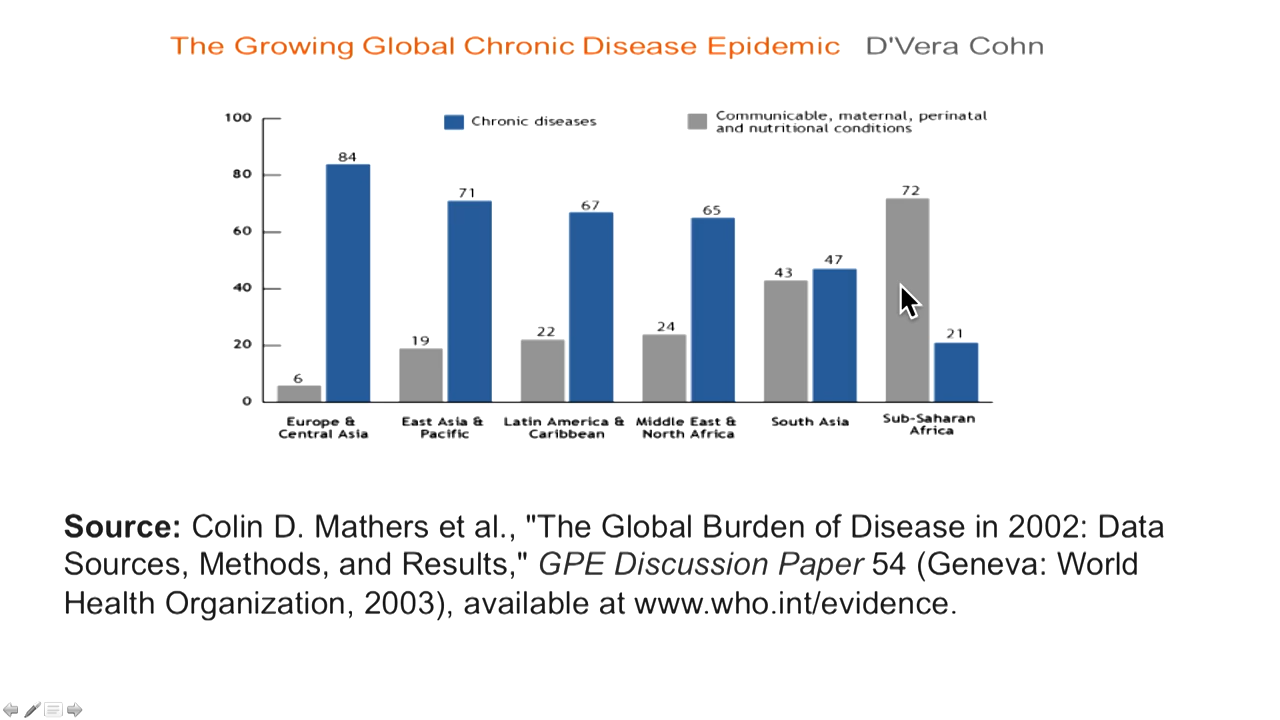 The Growing Global Chronic Disease Epidemic D'Vera Cohn
100
80
60
40
20
0
Chronic diseases
Communicable, maternal, perinatal
and nutritional conditions
6
84
19
71
22
67
24
65
43
47
72
21
Europe &
Central Asia
East Asia &
Pacific
Latin America &
Caribbean
Middle East &
North Africa
South Asia
Sub-Saharan
Africa
Source: Colin D. Mathers et al., "The Global Burden of Disease in 2002: Data
Sources, Methods, and Results," GPE Discussion Paper 54 (Geneva: World
Health Organization, 2003), available at www.who.int/evidence.